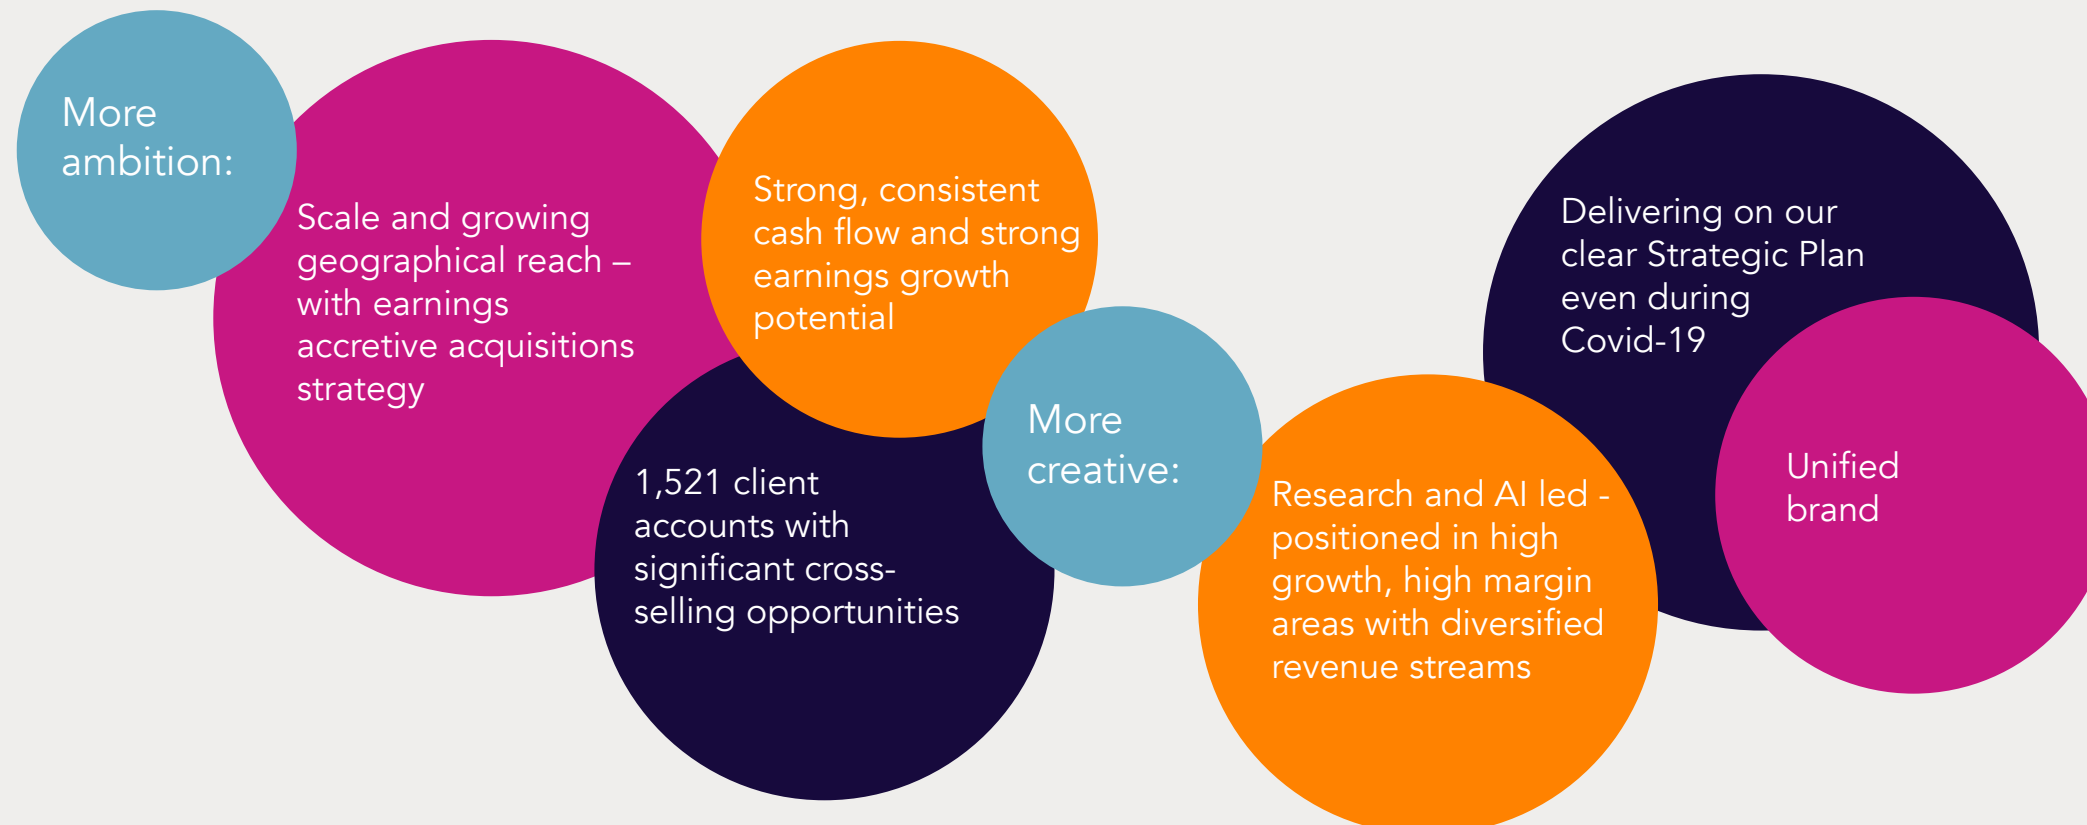 More
ambition:
Scale and growing
geographical reach –
with earnings
accretive acquisitions
strategy
Strong, consistent
cash flow and strong
earnings growth
potential
1,521 client
accounts with
significant cross-
selling opportunities
More
creative:
Research and AI led -
positioned in high
growth, high margin
areas with diversified
revenue streams
Delivering on our
clear Strategic Plan
even during
Covid-19
Unified
brand